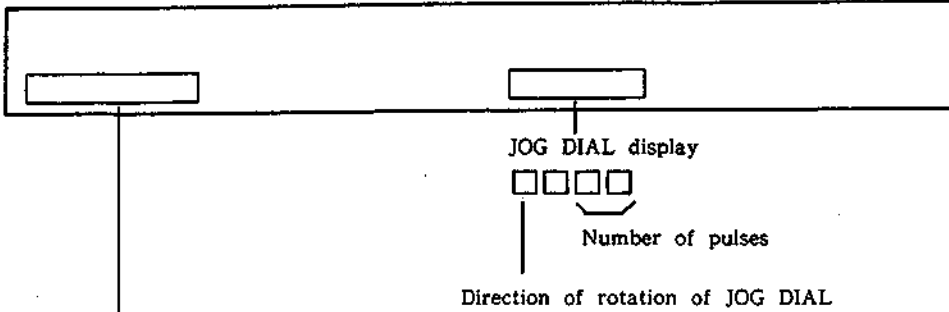 JOG DIAL display
Number of pulses
Direction of rotation of JOG DIAL